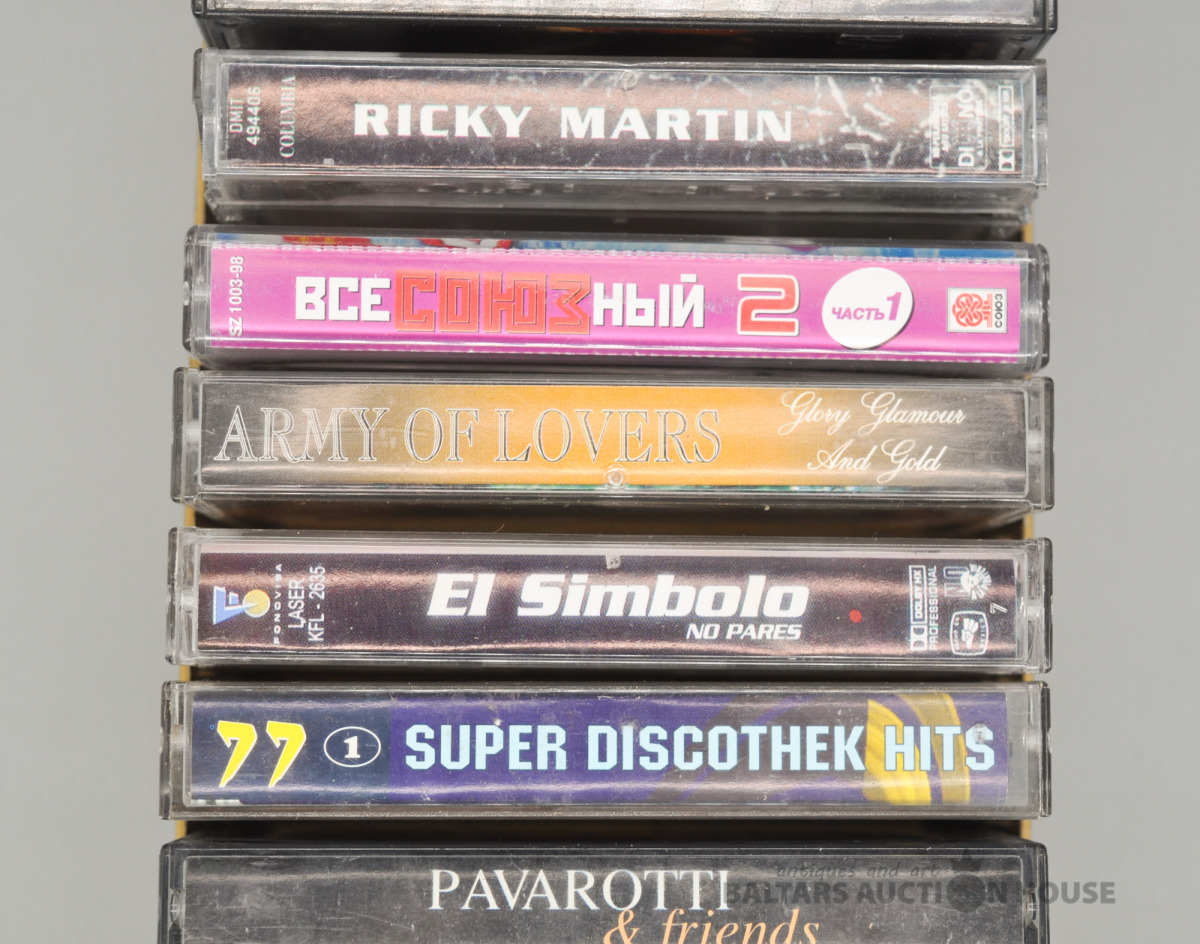 DMIT
494406
COLUMBIA
RICKY MARTIN
SZ 1003-98
ВСЕСОЮЗНЫЙ 2
ЧАСТЬ 1
СОЮЗ
ARMY OF LOVERS
Glory Glamour
And Gold
FONOVISA
LASER
KFL - 2635
El Simbolo
NO PARES
DOLBY HX
PROFESSIONAL
7
77 1 SUPER DISCOTHEK HITS
PAVAROTTI
& friends
antiques and art
BALTARS AUCTION HOUSE